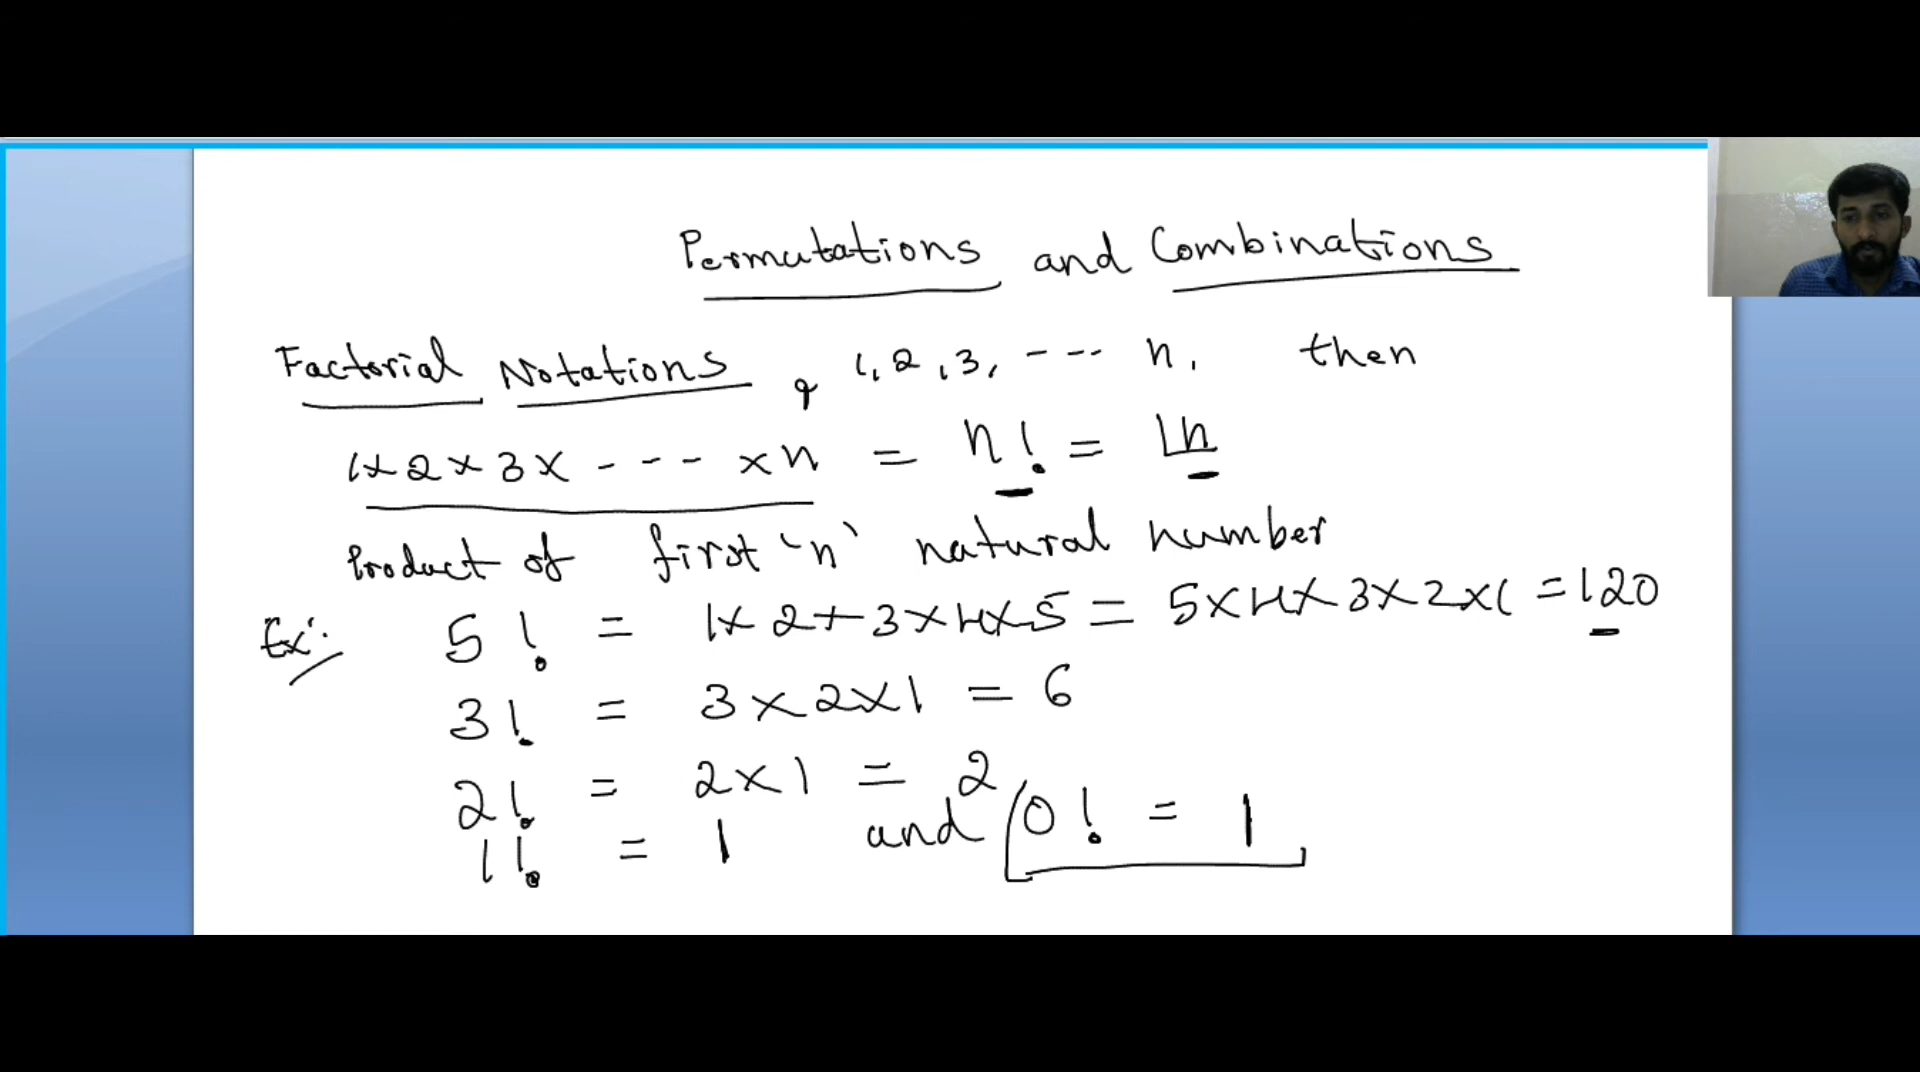 Permutations and Combinations
Factorial Notations, 1, 2, 3, --- n, then
1×2×3×---×n = n! = ⌊n
Product of first 'n' natural number
Ex: 5! = 1×2×3×4×5 = 5×4×3×2×1 = 120
3! = 3×2×1 = 6
2! = 2×1 = 2
1! = 1 and 0! = 1